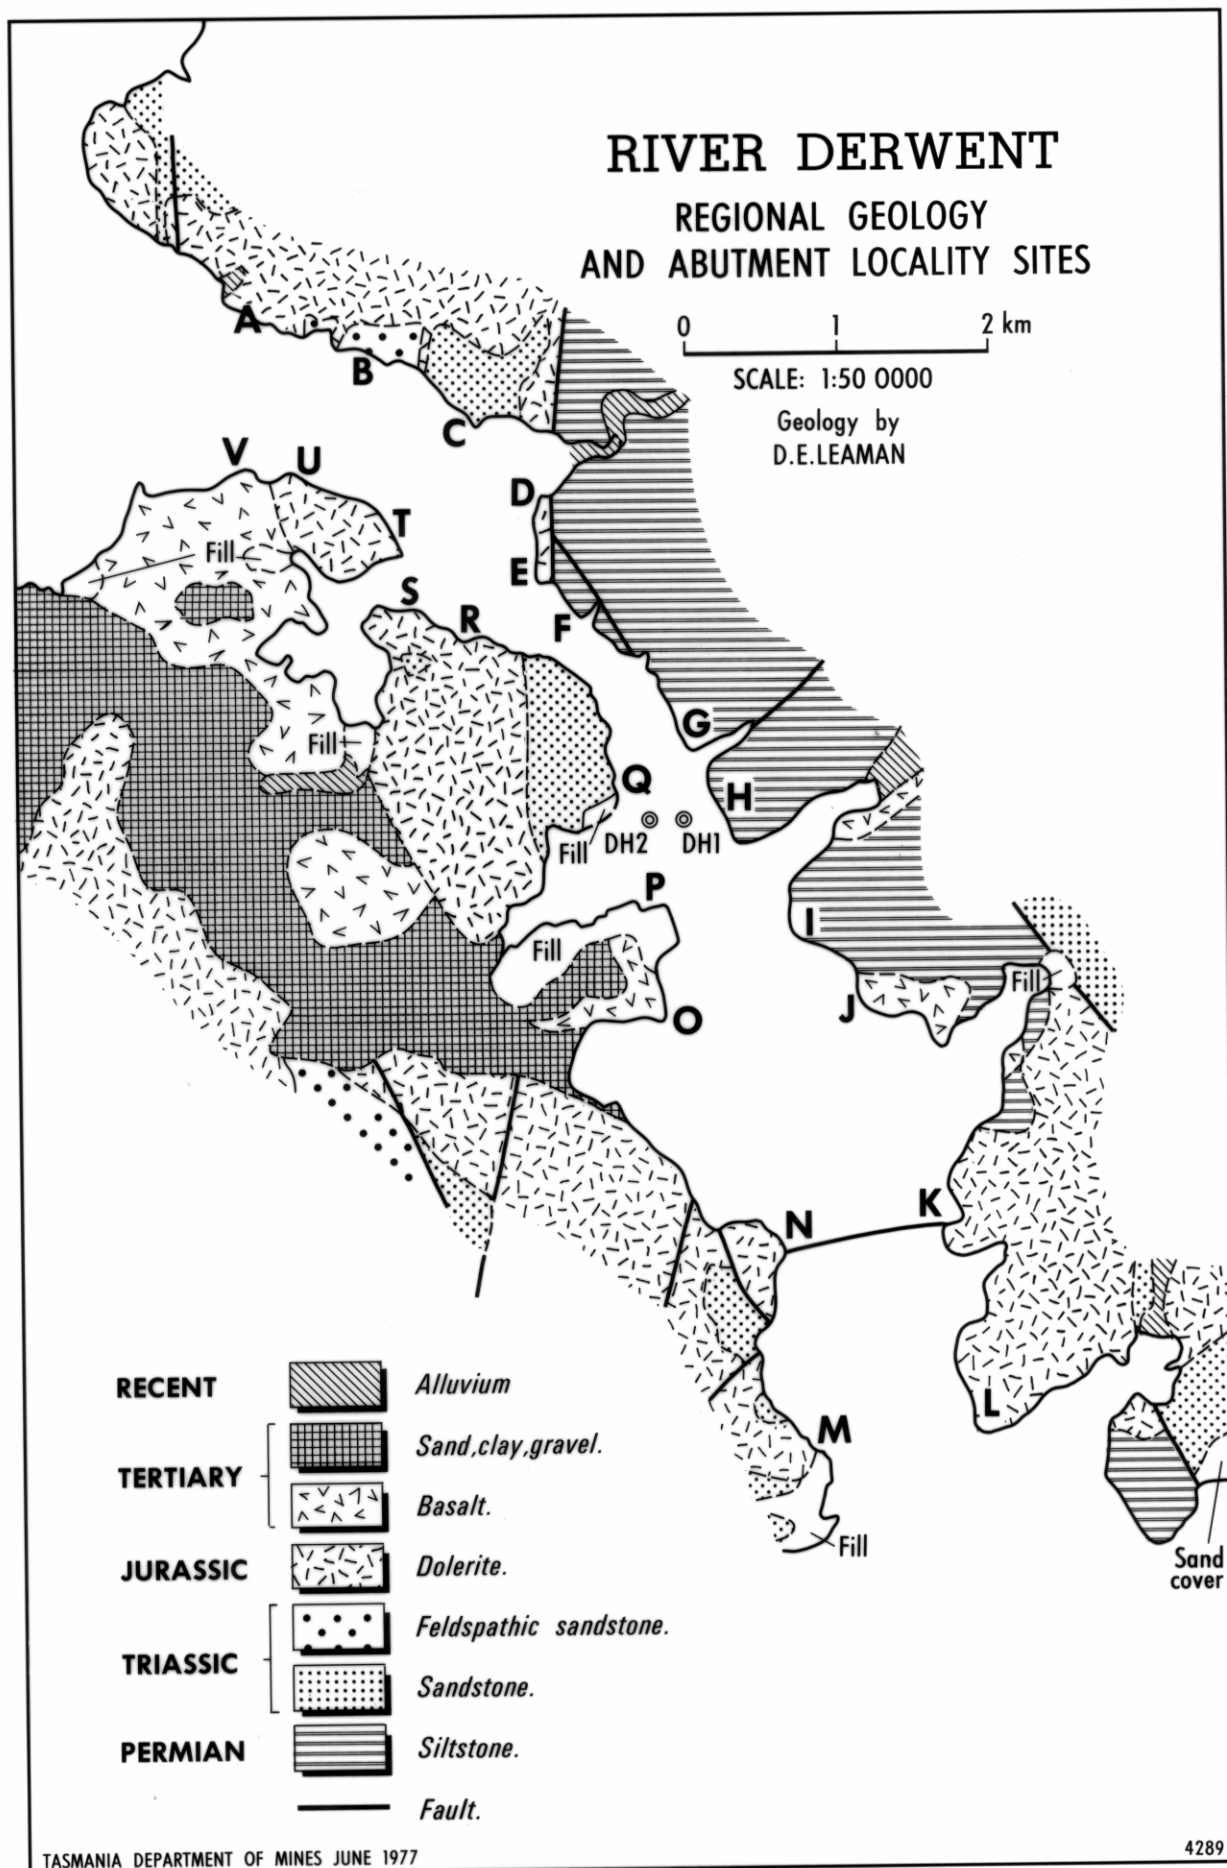 RIVER DERWENT
REGIONAL GEOLOGY
AND ABUTMENT LOCALITY SITES
0 1 2 km
SCALE: 1:50 0000
Geology by
D.E.LEAMAN
A
B
C
V U
D
T
Fill
E
S
R
F
G
Fill
Q
H
DH2 DH1
Fill
P
I
Fill
Fill
J
O
K
N
L
M
Fill
Sand
cover
RECENT Alluvium
Sand,clay,gravel.
TERTIARY
Basalt.
JURASSIC Dolerite.
Feldspathic sandstone.
TRIASSIC
Sandstone.
PERMIAN Siltstone.
Fault.
TASMANIA DEPARTMENT OF MINES JUNE 1977
4289